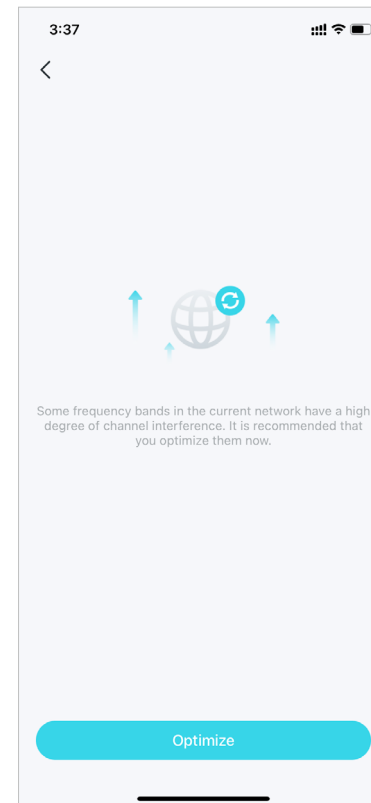 3:37
Some frequency bands in the current network have a high
degree of channel interference. It is recommended that
you optimize them now.
Optimize